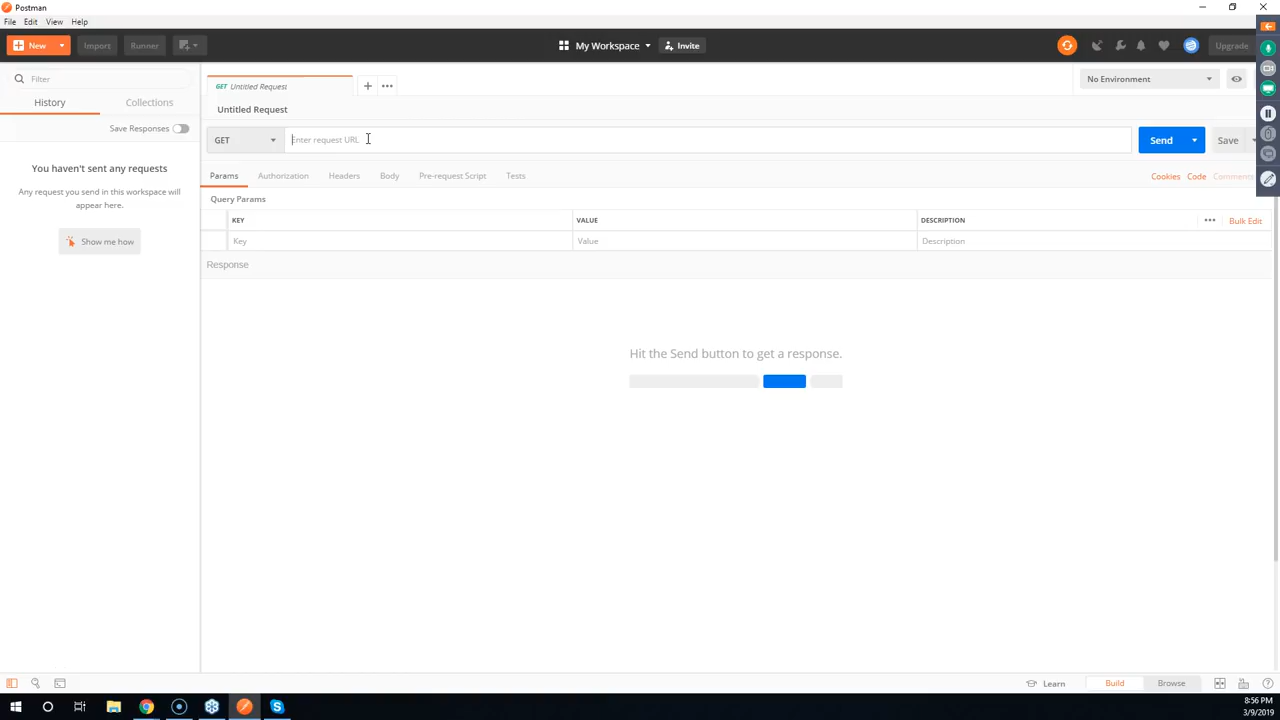 Postman
File Edit View Help
New Import Runner My Workspace Invite Upgrade
Filter
History Collections
Save Responses
You haven't sent any requests
Any request you send in this workspace will
appear here.
Show me how
GET Untitled Request
No Environment
Untitled Request
GET Enter request URL Send Save
Params Authorization Headers Body Pre-request Script Tests Cookies Code Comments
Query Params
KEY VALUE DESCRIPTION Bulk Edit
Key Value Description
Response
Hit the Send button to get a response.
Learn Build Browse
8:56 PM
3/9/2019